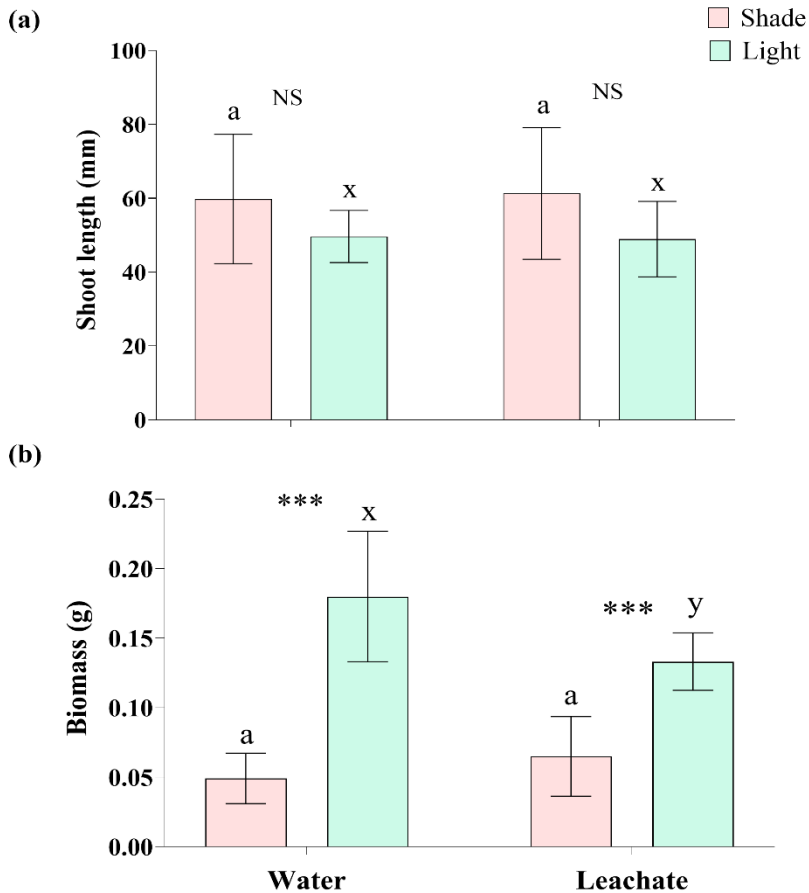 (a)
Shade
Light
100
80
60
40
20
0
Shoot length (mm)
a
NS
x
a
NS
x
(b)
0.25
0.20
0.15
0.10
0.05
0.00
Biomass (g)
a
***
x
a
***
y
Water
Leachate